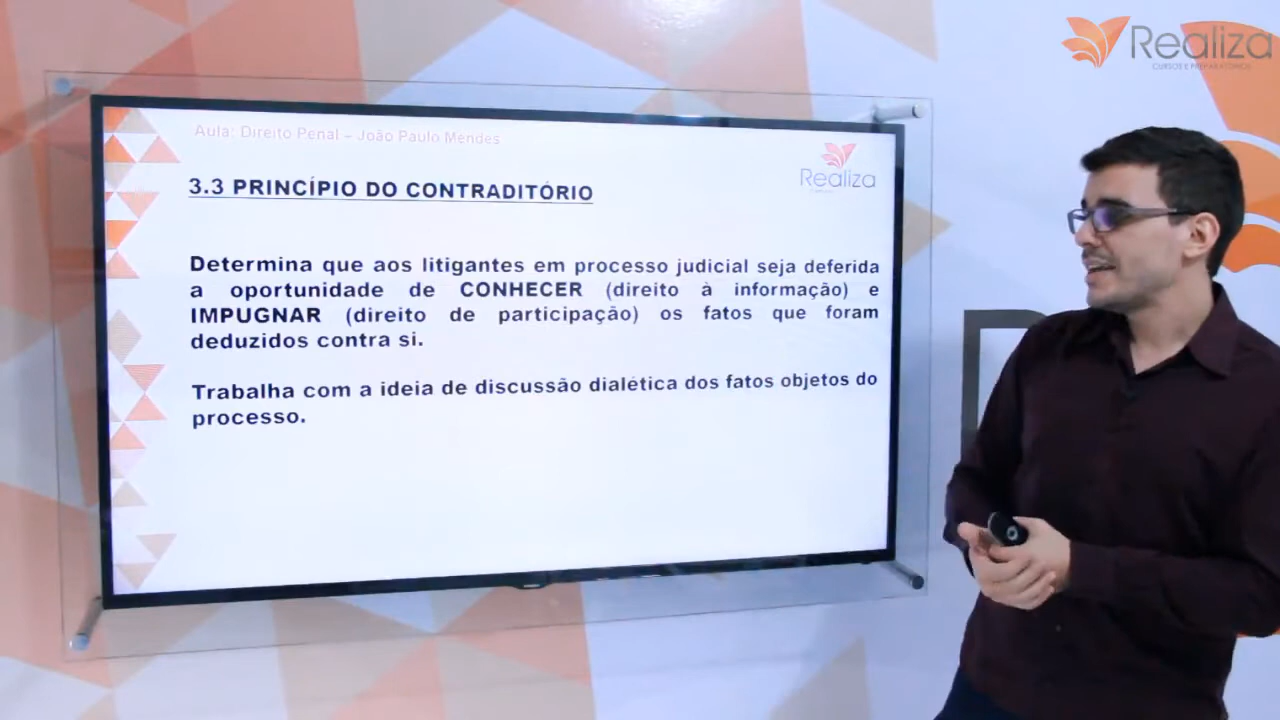 Realiza
CURSOS E PREPARATÓRIOS
Aula: Direito Penal – João Paulo Mendes
Realiza
3.3 PRINCÍPIO DO CONTRADITÓRIO
Determina que aos litigantes em processo judicial seja deferida
a oportunidade de CONHECER (direito à informação) e
IMPUGNAR (direito de participação) os fatos que foram
deduzidos contra si.
Trabalha com a ideia de discussão dialética dos fatos objetos do
processo.